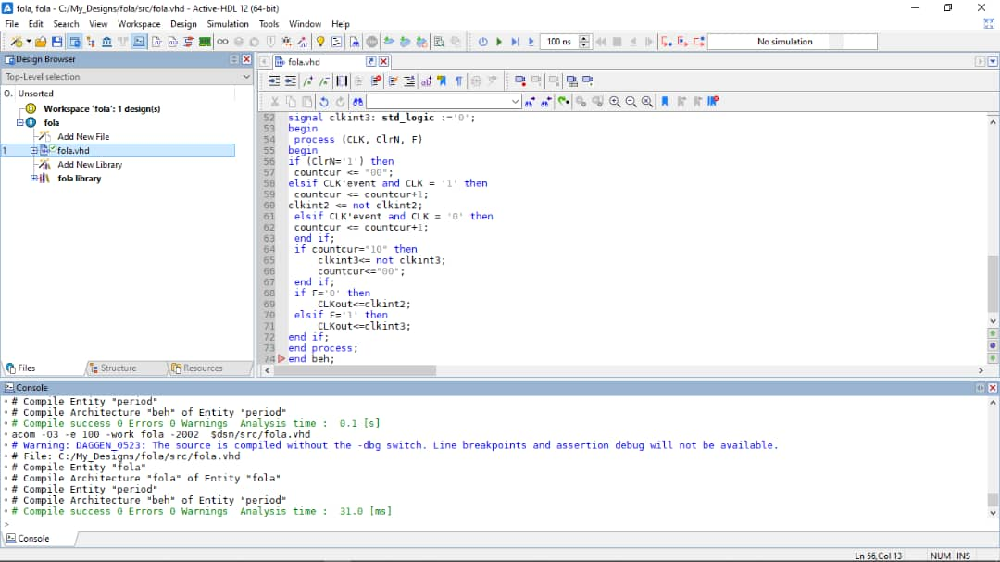 fola, fola - C:/My_Designs/fola/src/fola.vhd - Active-HDL 12 (64-bit)
File Edit Search View Workspace Design Simulation Tools Window Help
100 ns No simulation
Design Browser
fola.vhd
Top-Level selection
O. Unsorted
Workspace 'fola': 1 design(s)
fola
Add New File
1 fola.vhd
Add New Library
fola library
Files Structure Resources
52 signal clkint3: std_logic :='0';
53 begin
54 process (CLK, ClrN, F)
55 begin
56 if (ClrN='1') then
57 countcur <= "00";
58 elsif CLK'event and CLK = '1' then
59 countcur <= countcur+1;
60 clkint2 <= not clkint2;
61 elsif CLK'event and CLK = '0' then
62 countcur <= countcur+1;
63 end if;
64 if countcur="10" then
65 clkint3<= not clkint3;
66 countcur<="00";
67 end if;
68 if F='0' then
69 CLKout<=clkint2;
70 elsif F='1' then
71 CLKout<=clkint3;
72 end if;
73 end process;
74 end beh;
Console
# Compile Entity "period"
# Compile Architecture "beh" of Entity "period"
# Compile success 0 Errors 0 Warnings Analysis time : 0.1 [s]
acom -O3 -e 100 -work fola -2002 $dsn/src/fola.vhd
# Warning: DAGGEN_0523: The source is compiled without the -dbg switch. Line breakpoints and assertion debug will not be available.
# File: C:/My_Designs/fola/src/fola.vhd
# Compile Entity "fola"
# Compile Architecture "fola" of Entity "fola"
# Compile Entity "period"
# Compile Architecture "beh" of Entity "period"
# Compile success 0 Errors 0 Warnings Analysis time : 31.0 [ms]
>
Console
Ln 56, Col 13 NUM INS